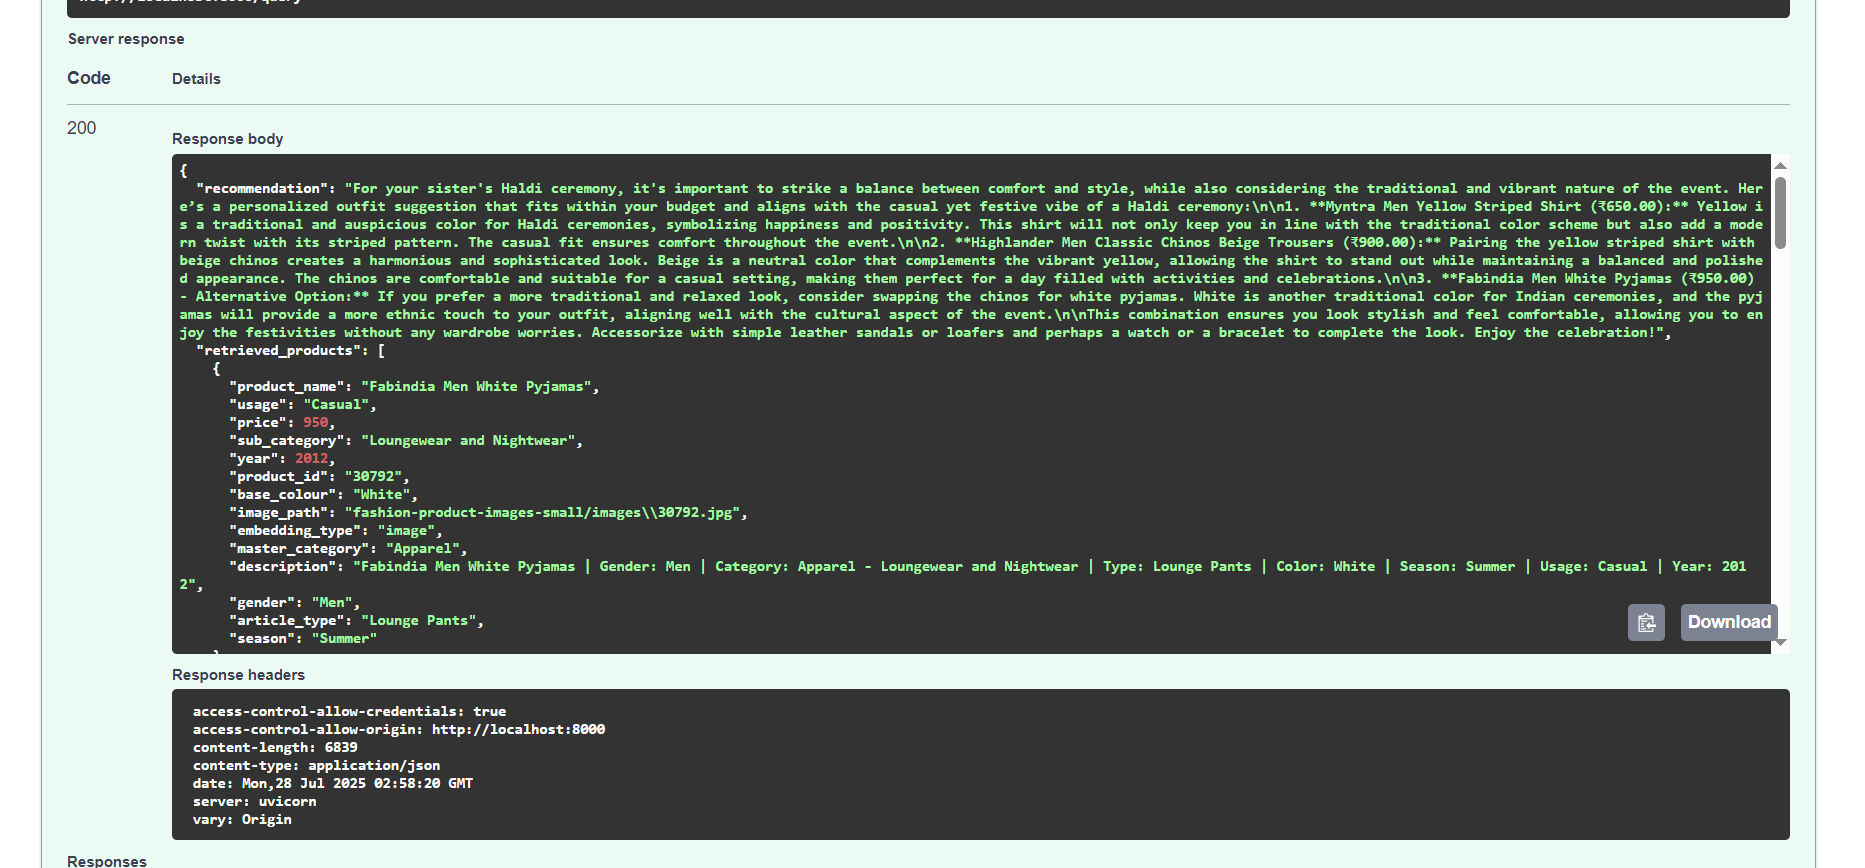 Server response
Code Details
200
Response body
{
"recommendation": "For your sister's Haldi ceremony, it's important to strike a balance between comfort and style, while also considering the traditional and vibrant nature of the event. Her
e’s a personalized outfit suggestion that fits within your budget and aligns with the casual yet festive vibe of a Haldi ceremony:\n\n1. **Myntra Men Yellow Striped Shirt (₹650.00):** Yellow i
s a traditional and auspicious color for Haldi ceremonies, symbolizing happiness and positivity. This shirt will not only keep you in line with the traditional color scheme but also add a mode
rn twist with its striped pattern. The casual fit ensures comfort throughout the event.\n\n2. **Highlander Men Classic Chinos Beige Trousers (₹900.00):** Pairing the yellow striped shirt with
beige chinos creates a harmonious and sophisticated look. Beige is a neutral color that complements the vibrant yellow, allowing the shirt to stand out while maintaining a balanced and polishe
d appearance. The chinos are comfortable and suitable for a casual setting, making them perfect for a day filled with activities and celebrations.\n\n3. **Fabindia Men White Pyjamas (₹950.00)
- Alternative Option:** If you prefer a more traditional and relaxed look, consider swapping the chinos for white pyjamas. White is another traditional color for Indian ceremonies, and the pyj
amas will provide a more ethnic touch to your outfit, aligning well with the cultural aspect of the event.\n\nThis combination ensures you look stylish and feel comfortable, allowing you to en
joy the festivities without any wardrobe worries. Accessorize with simple leather sandals or loafers and perhaps a watch or a bracelet to complete the look. Enjoy the celebration!",
"retrieved_products": [
{
"product_name": "Fabindia Men White Pyjamas",
"usage": "Casual",
"price": 950,
"sub_category": "Loungewear and Nightwear",
"year": 2012,
"product_id": "30792",
"base_colour": "White",
"image_path": "fashion-product-images-small/images\\30792.jpg",
"embedding_type": "image",
"master_category": "Apparel",
"description": "Fabindia Men White Pyjamas | Gender: Men | Category: Apparel - Loungewear and Nightwear | Type: Lounge Pants | Color: White | Season: Summer | Usage: Casual | Year: 201
2",
"gender": "Men",
"article_type": "Lounge Pants",
"season": "Summer"
Download
Response headers
access-control-allow-credentials: true
access-control-allow-origin: http://localhost:8000
content-length: 6839
content-type: application/json
date: Mon,28 Jul 2025 02:58:20 GMT
server: uvicorn
vary: Origin
Responses